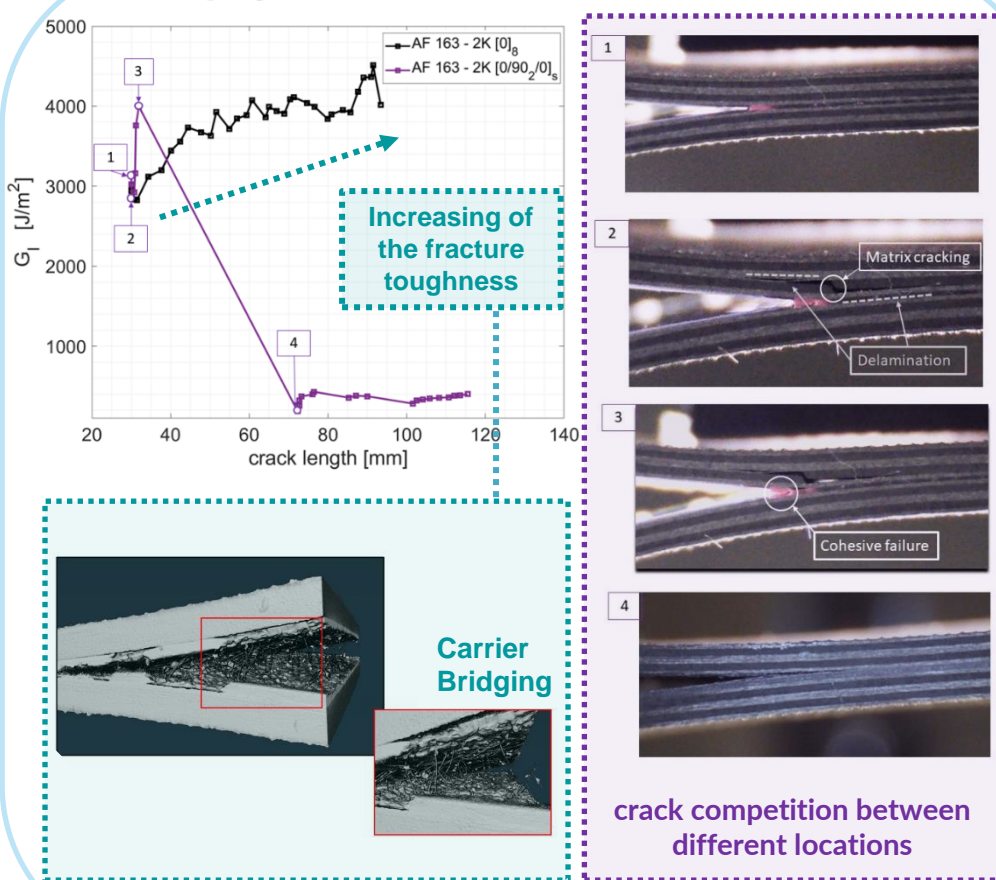 5000
4000
3000
2000
1000
G_I [J/m²]
20 40 60 80 100 120 140
crack length [mm]
AF 163 - 2K [0]₈
AF 163 - 2K [0/90₂/0]ₛ
1
2
3
4
Increasing of
the fracture
toughness
Carrier
Bridging
1
2
Matrix cracking
Delamination
3
Cohesive failure
4
crack competition between
different locations